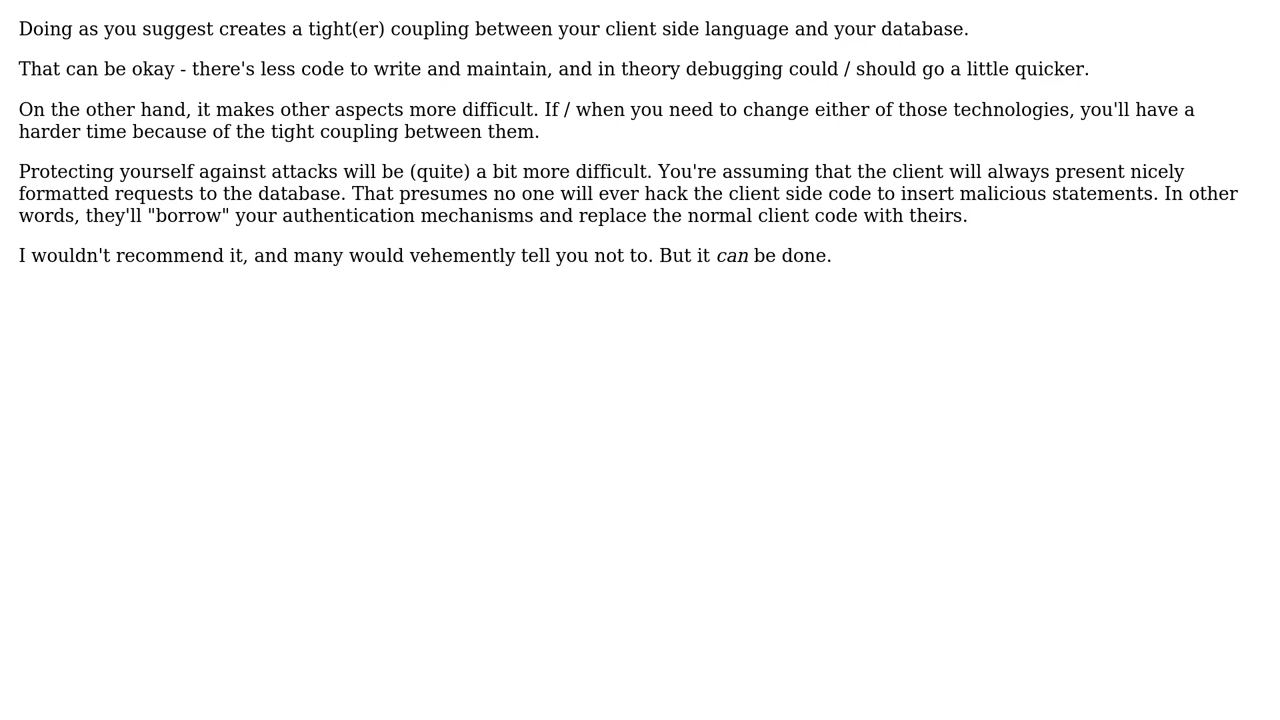 Doing as you suggest creates a tight(er) coupling between your client side language and your database.
That can be okay - there's less code to write and maintain, and in theory debugging could / should go a little quicker.
On the other hand, it makes other aspects more difficult. If / when you need to change either of those technologies, you'll have a
harder time because of the tight coupling between them.
Protecting yourself against attacks will be (quite) a bit more difficult. You're assuming that the client will always present nicely
formatted requests to the database. That presumes no one will ever hack the client side code to insert malicious statements. In other
words, they'll "borrow" your authentication mechanisms and replace the normal client code with theirs.
I wouldn't recommend it, and many would vehemently tell you not to. But it can be done.